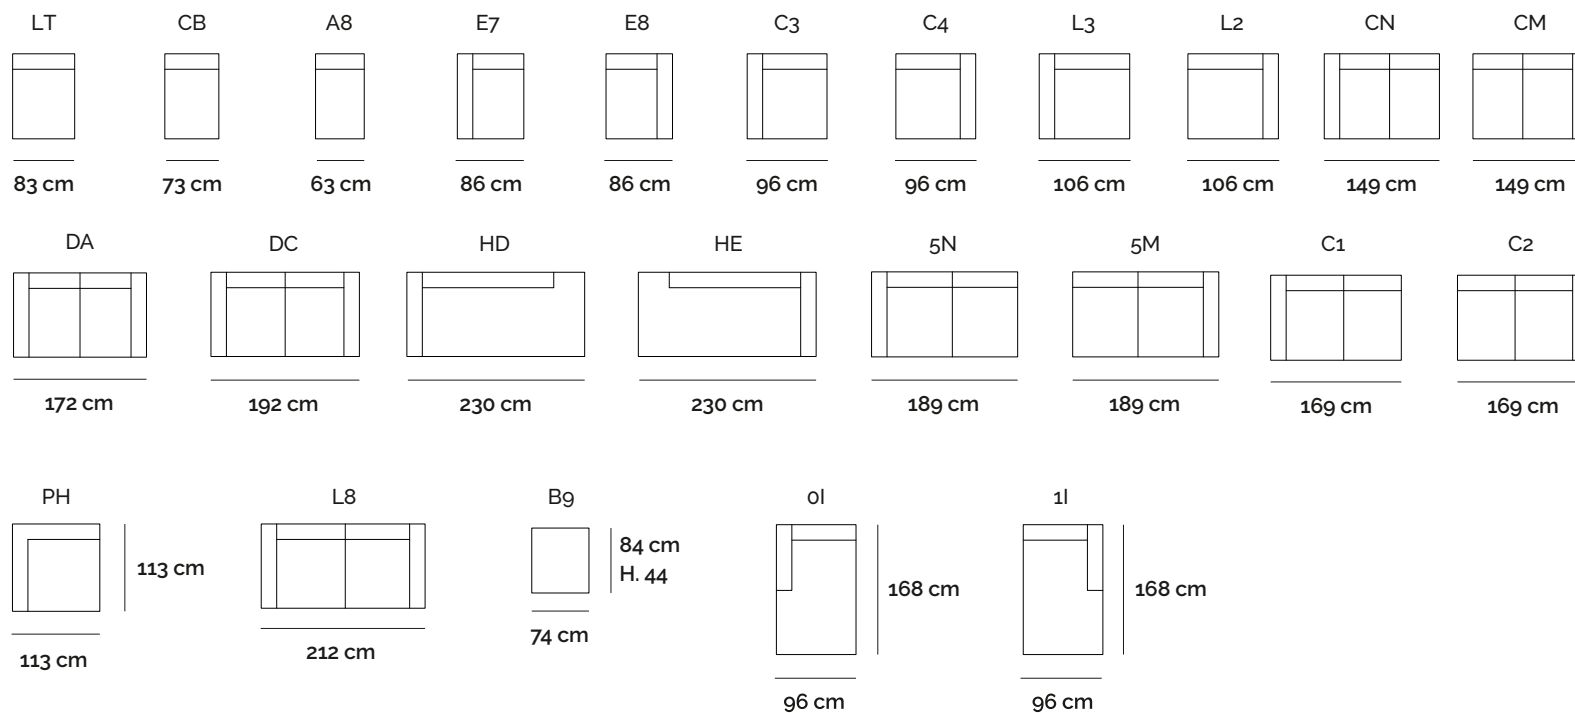 LT CB A8 E7 E8 C3 C4 L3 L2 CN CM
83 cm 73 cm 63 cm 86 cm 86 cm 96 cm 96 cm 106 cm 106 cm 149 cm 149 cm
DA DC HD HE 5N 5M C1 C2
172 cm 192 cm 230 cm 230 cm 189 cm 189 cm 169 cm 169 cm
PH L8 B9 0I 1I
84 cm
H. 44
113 cm 168 cm 168 cm
74 cm
113 cm 212 cm
96 cm 96 cm